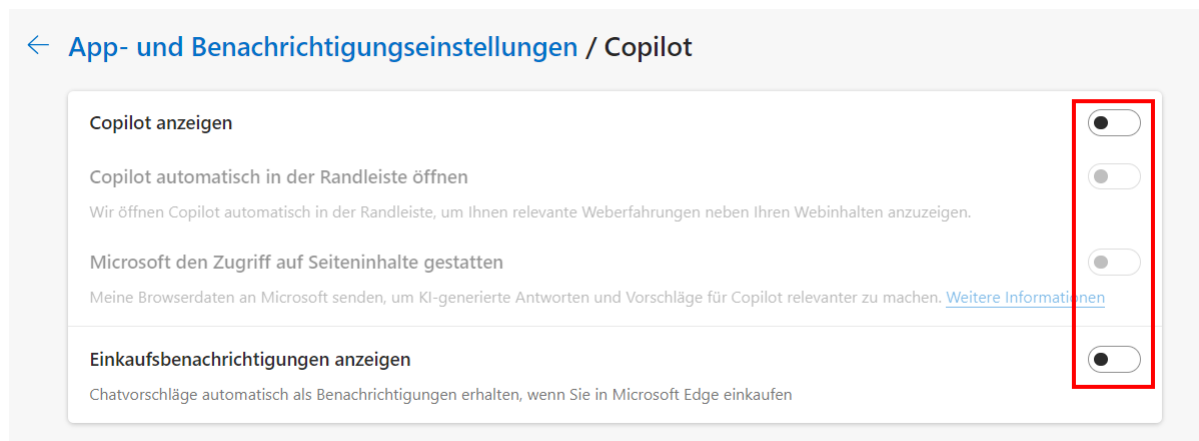 App- und Benachrichtigungseinstellungen / Copilot
Copilot anzeigen
Copilot automatisch in der Randleiste öffnen
Wir öffnen Copilot automatisch in der Randleiste, um Ihnen relevante Weberfahrungen neben Ihren Webinhalten anzuzeigen.
Microsoft den Zugriff auf Seiteninhalte gestatten
Meine Browserdaten an Microsoft senden, um KI-generierte Antworten und Vorschläge für Copilot relevanter zu machen. Weitere Informationen
Einkaufsbenachrichtigungen anzeigen
Chatvorschläge automatisch als Benachrichtigungen erhalten, wenn Sie in Microsoft Edge einkaufen